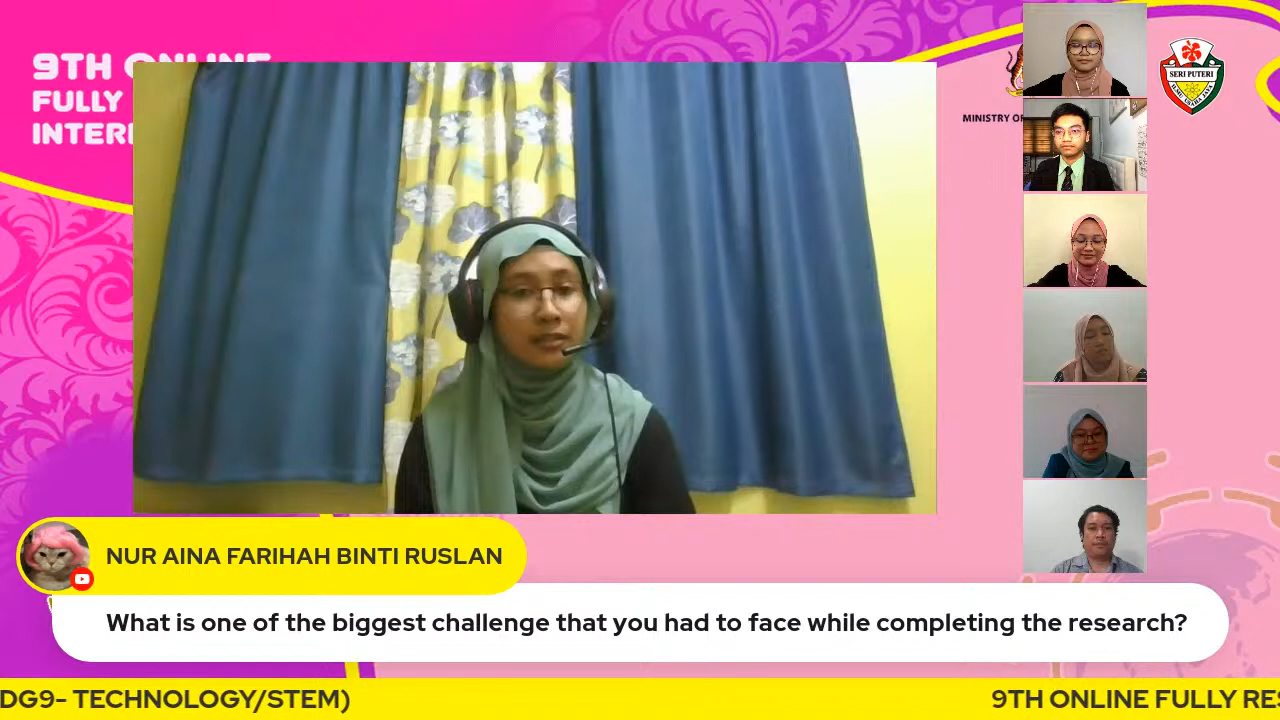 9TH ONLINE
FULLY
MINISTRY OF
SERI PUTERI
NUR AINA FARIHAH BINTI RUSLAN
What is one of the biggest challenge that you had to face while completing the research?
DG9- TECHNOLOGY/STEM)
9TH ONLINE FULLY RES